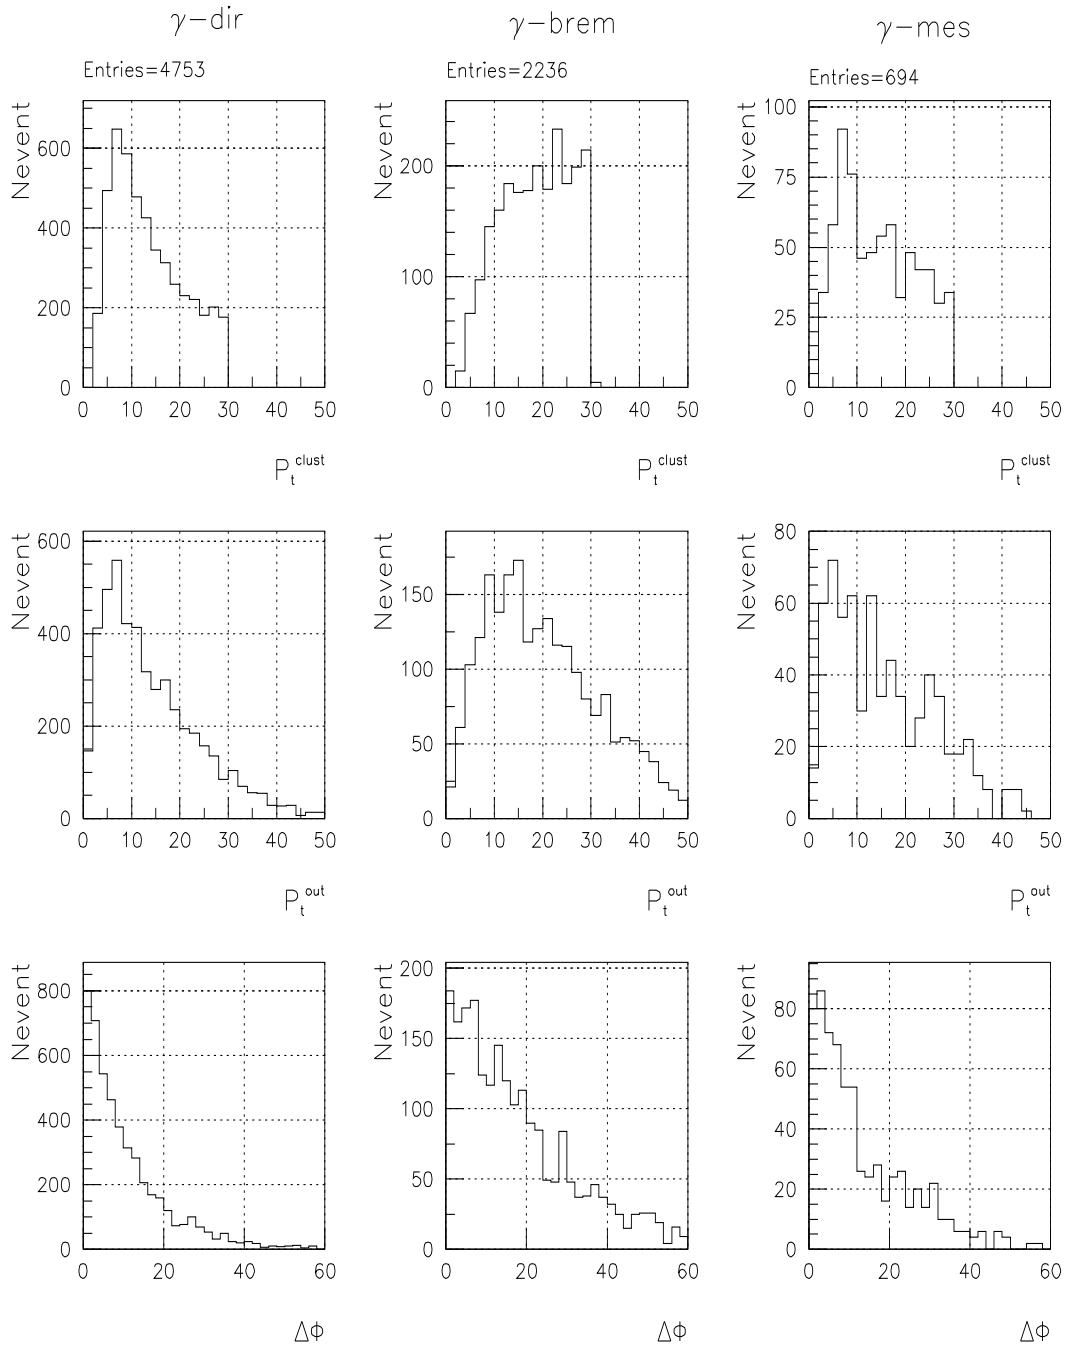 γ-dir γ-brem γ-mes
Entries=4753 Entries=2236 Entries=694
Nevent Nevent Nevent
600 400 200 0
200 100 0
100 75 50 25 0
0 10 20 30 40 50 0 10 20 30 40 50 0 10 20 30 40 50
P_t^clust P_t^clust P_t^clust
Nevent Nevent Nevent
600 400 200 0
150 100 50 0
80 60 40 20 0
0 10 20 30 40 50 0 10 20 30 40 50 0 10 20 30 40 50
P_t^out P_t^out P_t^out
Nevent Nevent Nevent
800 600 400 200 0
200 150 100 50 0
80 60 40 20 0
0 20 40 60 0 20 40 60 0 20 40 60
ΔΦ ΔΦ ΔΦ